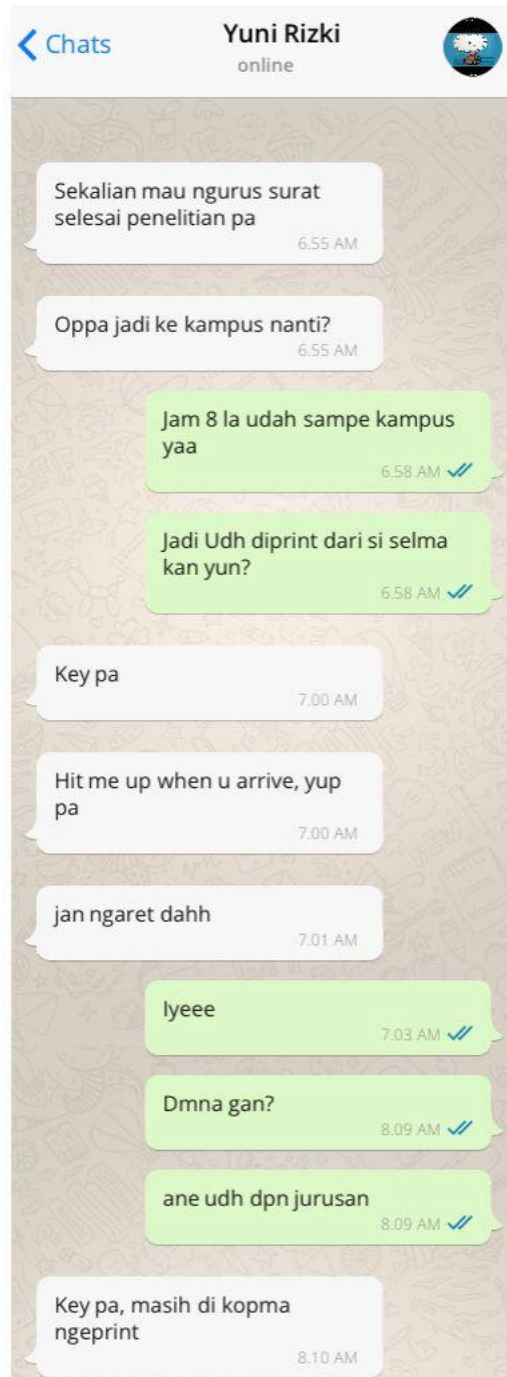 Chats
Yuni Rizki
online
Sekalian mau ngurus surat
selesai penelitian pa
6.55 AM
Oppa jadi ke kampus nanti?
6.55 AM
Jam 8 la udah sampe kampus
yaa
6.58 AM
Jadi Udh diprint dari si selma
kan yun?
6.58 AM
Key pa
7.00 AM
Hit me up when u arrive, yup
pa
7.00 AM
jan ngaret dahh
7.01 AM
Iyeee
7.03 AM
Dmna gan?
8.09 AM
ane udh dpn jurusan
8.09 AM
Key pa, masih di kopma
ngeprint
8.10 AM